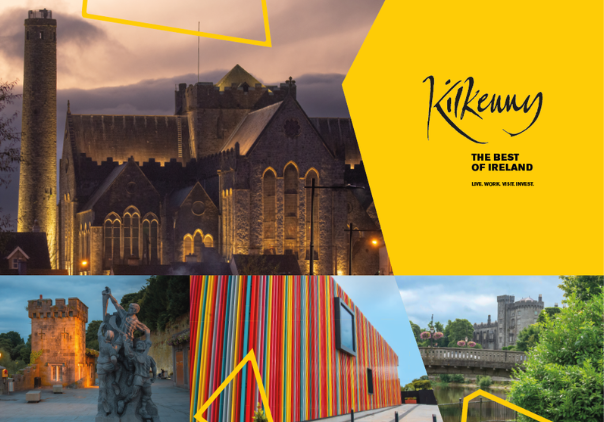 Kilkenny
THE BEST
OF IRELAND
LIVE. WORK. VISIT. INVEST.